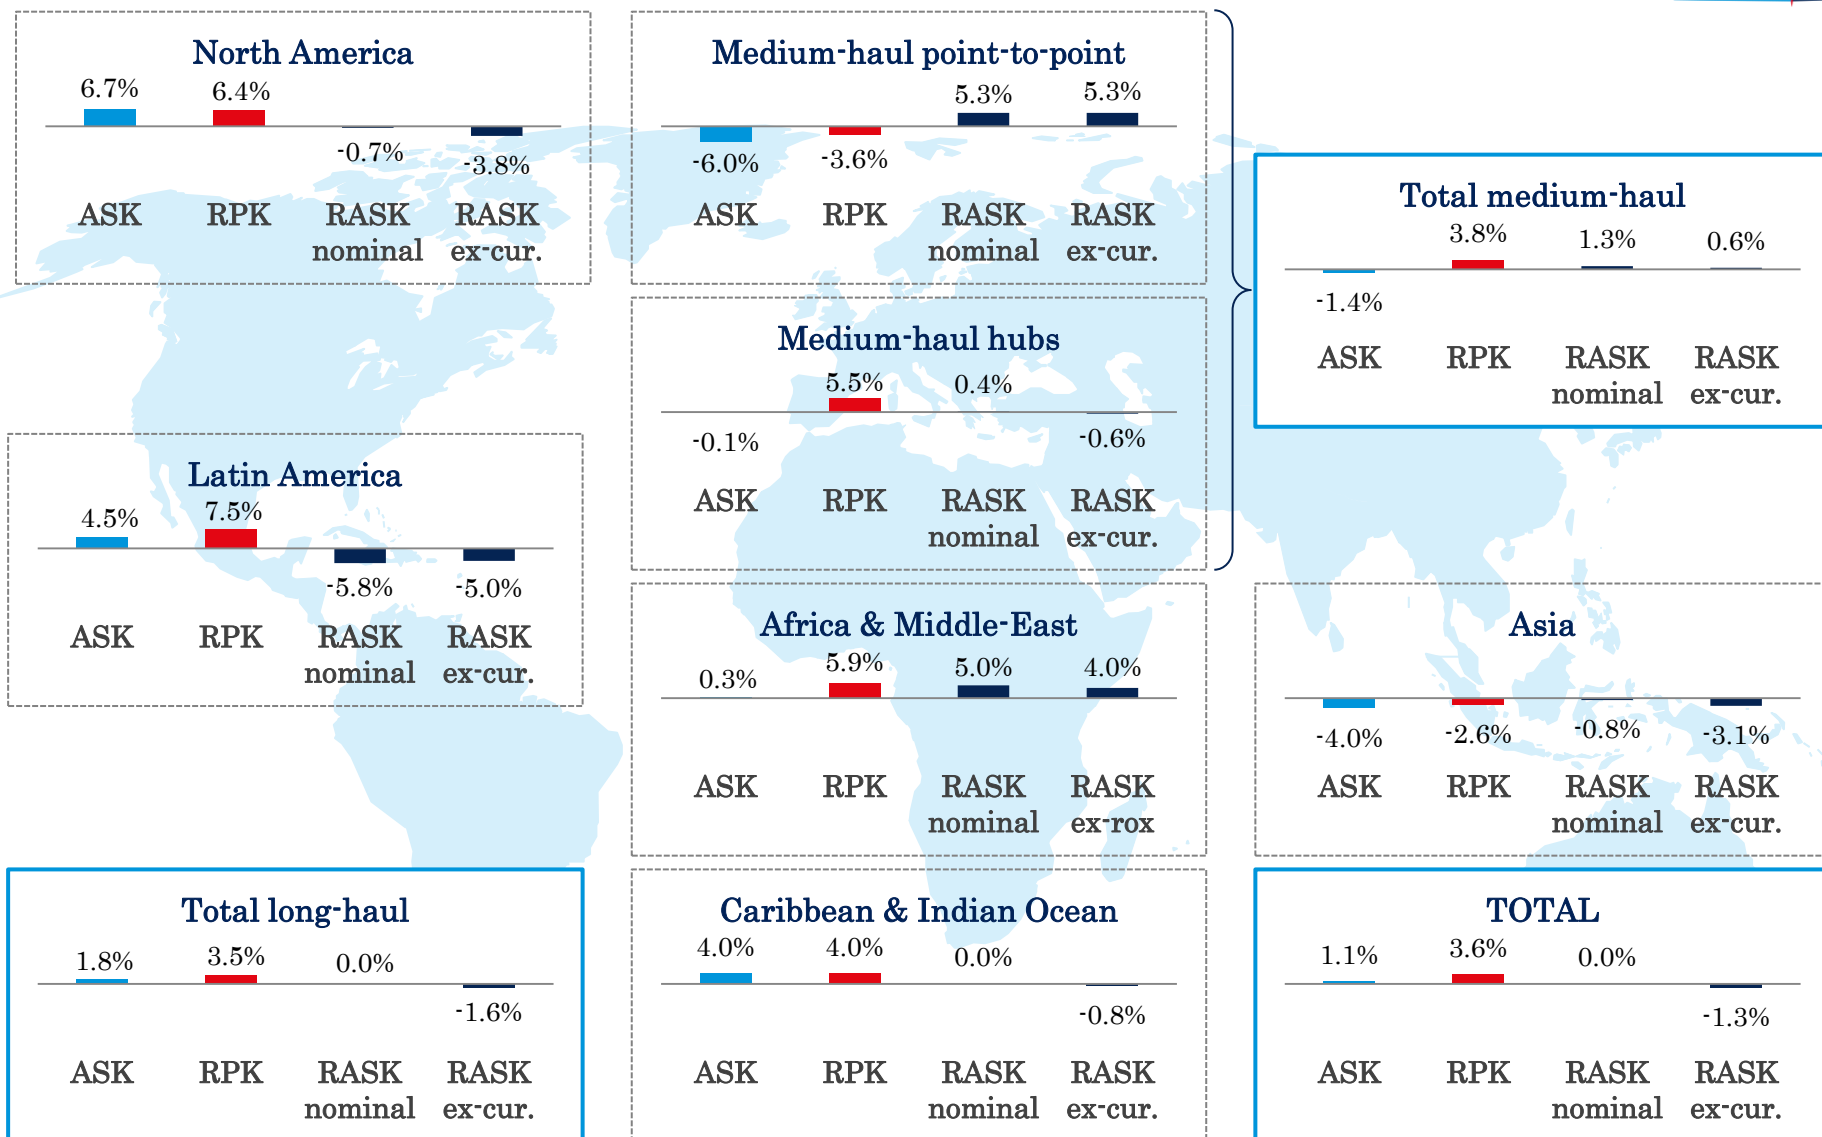 North America
6.7% 6.4%
-0.7% -3.8%
ASK RPK RASK RASK
nominal ex-cur.
Medium-haul point-to-point
5.3% 5.3%
-6.0% -3.6%
ASK RPK RASK RASK
nominal ex-cur.
Total medium-haul
3.8% 1.3% 0.6%
-1.4%
ASK RPK RASK RASK
nominal ex-cur.
Medium-haul hubs
5.5% 0.4%
-0.1% -0.6%
ASK RPK RASK RASK
nominal ex-cur.
Latin America
4.5% 7.5%
-5.8% -5.0%
ASK RPK RASK RASK
nominal ex-cur.
Africa & Middle-East
0.3% 5.9% 5.0% 4.0%
ASK RPK RASK RASK
nominal ex-rox
Asia
-4.0% -2.6% -0.8% -3.1%
ASK RPK RASK RASK
nominal ex-cur.
Total long-haul
1.8% 3.5% 0.0%
-1.6%
ASK RPK RASK RASK
nominal ex-cur.
Caribbean & Indian Ocean
4.0% 4.0% 0.0%
-0.8%
ASK RPK RASK RASK
nominal ex-cur.
TOTAL
1.1% 3.6% 0.0%
-1.3%
ASK RPK RASK RASK
nominal ex-cur.